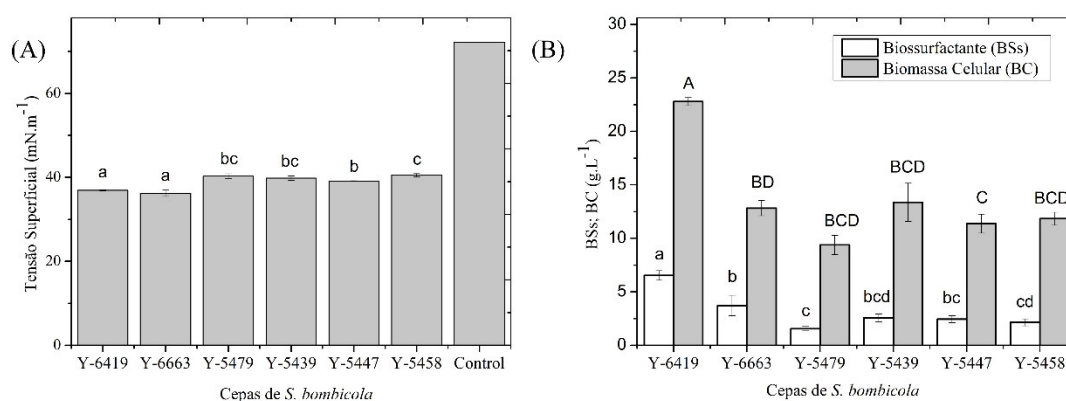 (A)
Tensão Superficial (mN.m⁻¹)
60
40
20
0
a
a
bc
bc
b
c
Y-6419 Y-6663 Y-5479 Y-5439 Y-5447 Y-5458 Control
Cepas de S. bombicola
(B)
Biossurfactante (BSs)
Biomassa Celular (BC)
BSs; BC (g.L⁻¹)
30
25
20
15
10
5
0
a
A
b
BD
c
BCD
bcd
BCD
bc
C
cd
BCD
Y-6419 Y-6663 Y-5479 Y-5439 Y-5447 Y-5458
Cepas de S. bombicola